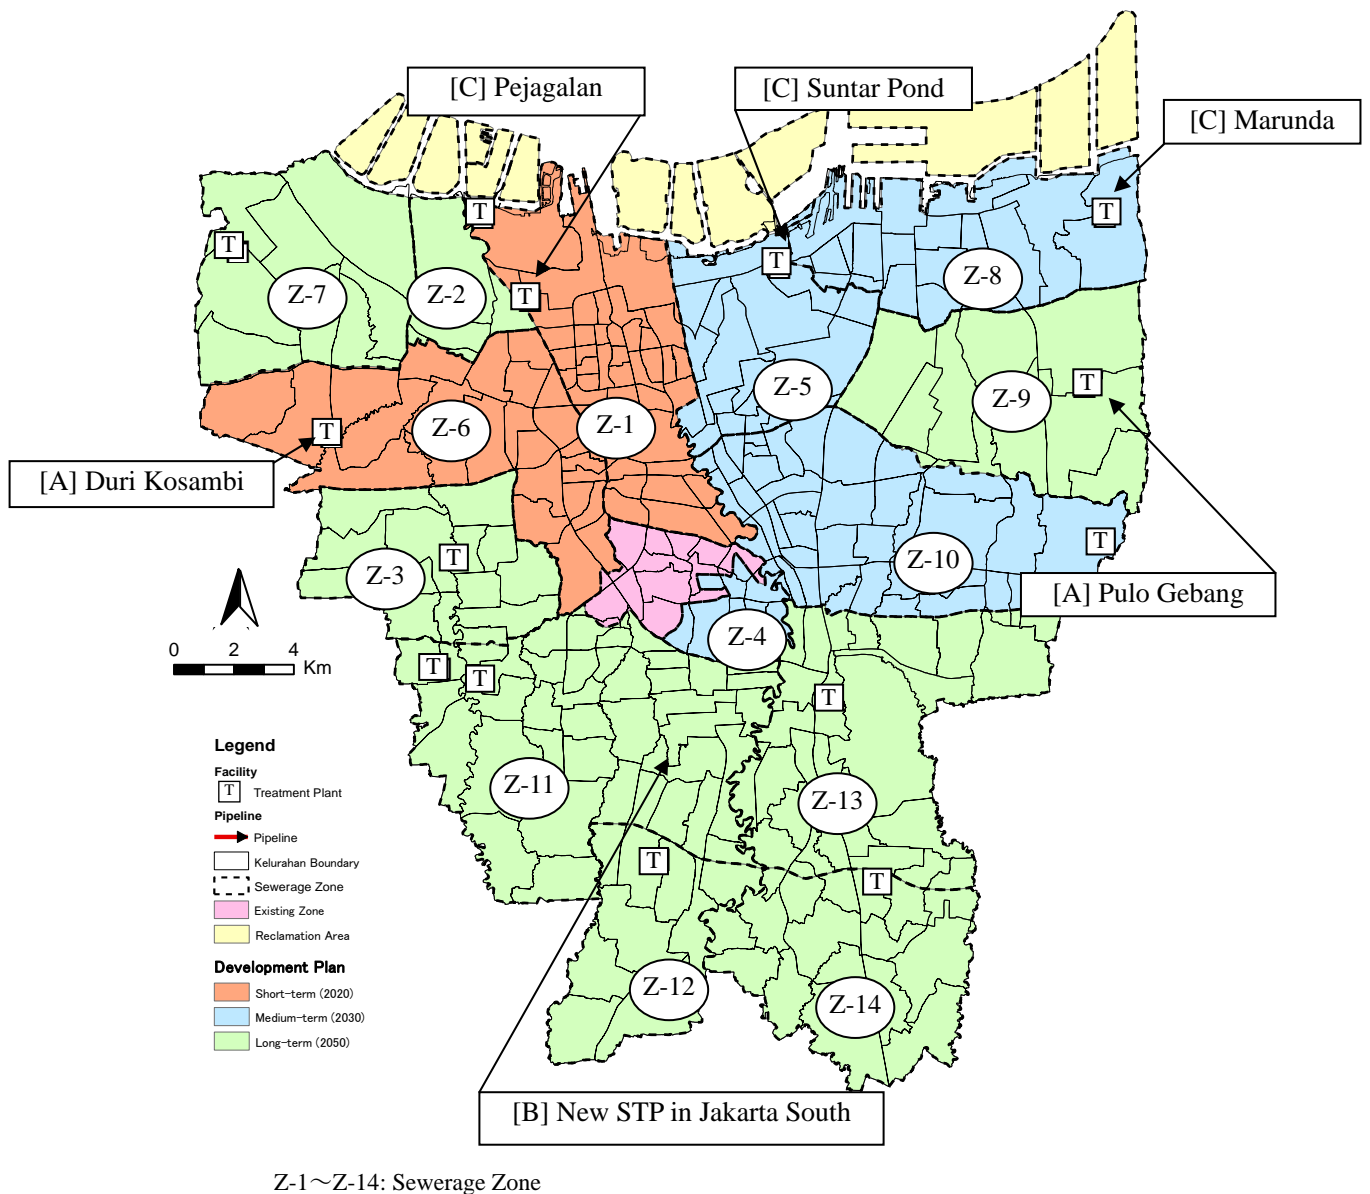 [C] Pejagalan
[C] Suntar Pond
[C] Marunda
T
T
T
T
T
Z-7
Z-2
Z-8
Z-5
Z-9
T
Z-6
Z-1
T
[A] Duri Kosambi
T
T
Z-10
Z-3
[A] Pulo Gebang
Z-4
0 2 4 Km
T
T
T
Z-11
Z-13
T
T
Z-12
Z-14
Legend
Facility
T Treatment Plant
Pipeline
Pipeline
Kelurahan Boundary
Sewerage Zone
Existing Zone
Reclamation Area
Development Plan
Short-term (2020)
Medium-term (2030)
Long-term (2050)
[B] New STP in Jakarta South
Z-1～Z-14: Sewerage Zone